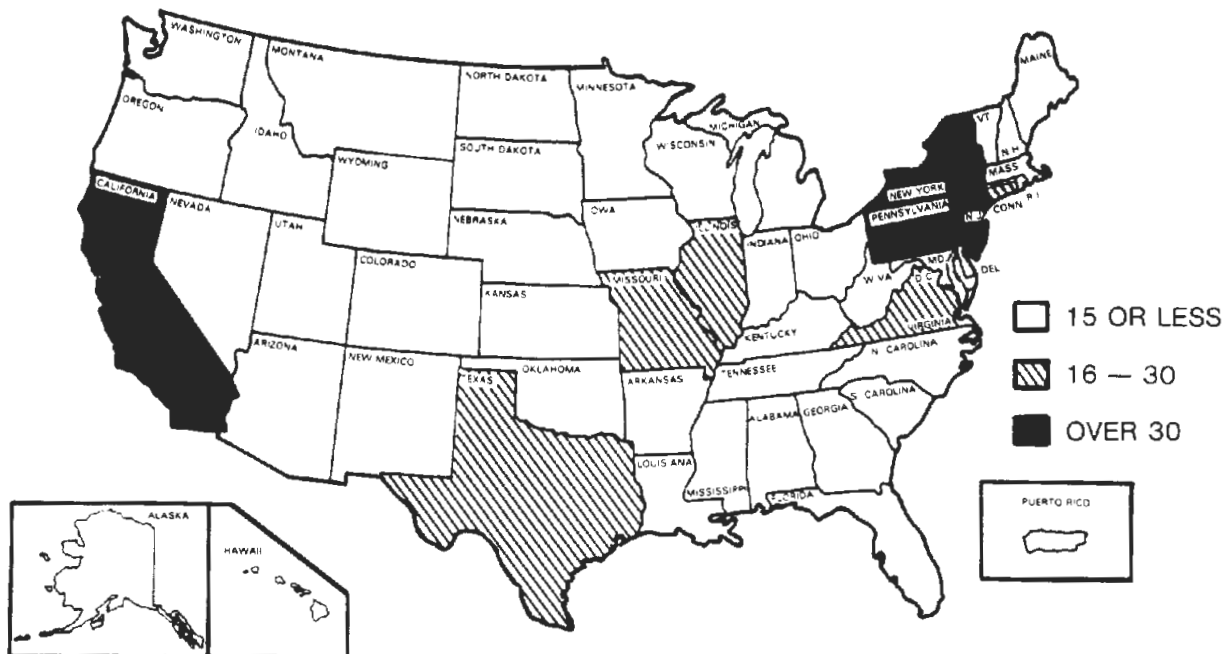 WASHINGTON
MONTANA
NORTH DAKOTA
MINNESOTA
MAINE
OREGON
IDAHO
VT
MICHIGAN
WISCONSIN
SOUTH DAKOTA
N.H
WYOMING
MASS
CALIFORNIA
NEW YORK
NEVADA
IOWA
PENNSYLVANIA
N.J
CONN
R.I
NEBRASKA
UTAH
ILLINOIS
INDIANA
OHIO
COLORADO
MD
DEL
W.VA
D.C
MISSOURI
KANSAS
VIRGINIA
KENTUCKY
ARIZONA
NEW MEXICO
N. CAROLINA
OKLAHOMA
TENNESSEE
TEXAS
ARKANSAS
S. CAROLINA
ALABAMA
GEORGIA
LOUISIANA
MISSISSIPPI
FLORIDA
15 OR LESS
16 — 30
OVER 30
PUERTO RICO
ALASKA
HAWAII